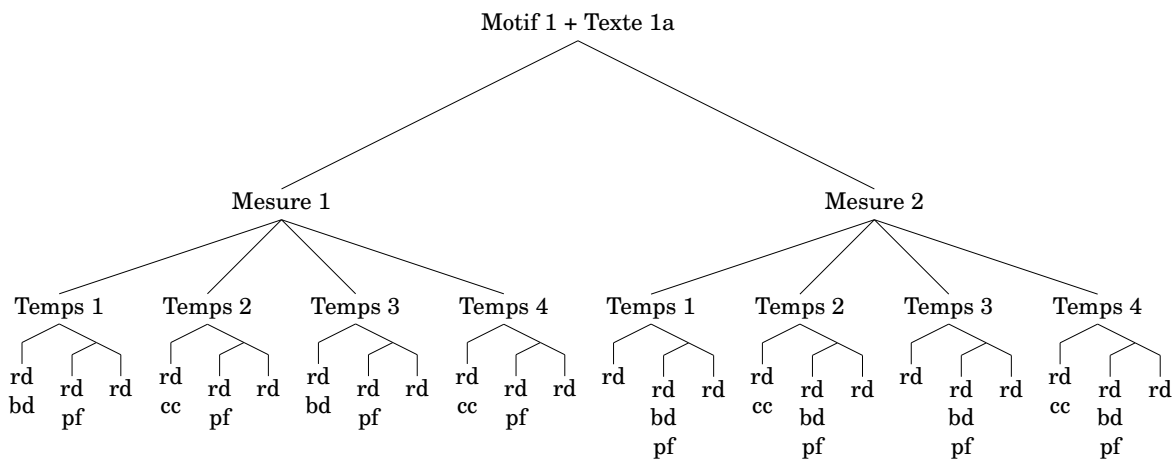 Motif 1 + Texte 1a
Mesure 1 Mesure 2
Temps 1 Temps 2 Temps 3 Temps 4 Temps 1 Temps 2 Temps 3 Temps 4
rd rd rd rd rd rd rd rd rd rd rd rd rd rd rd rd rd rd rd rd rd rd rd rd
bd pf cc pf bd pf cc pf bd cc bd bd cc bd
pf pf pf pf